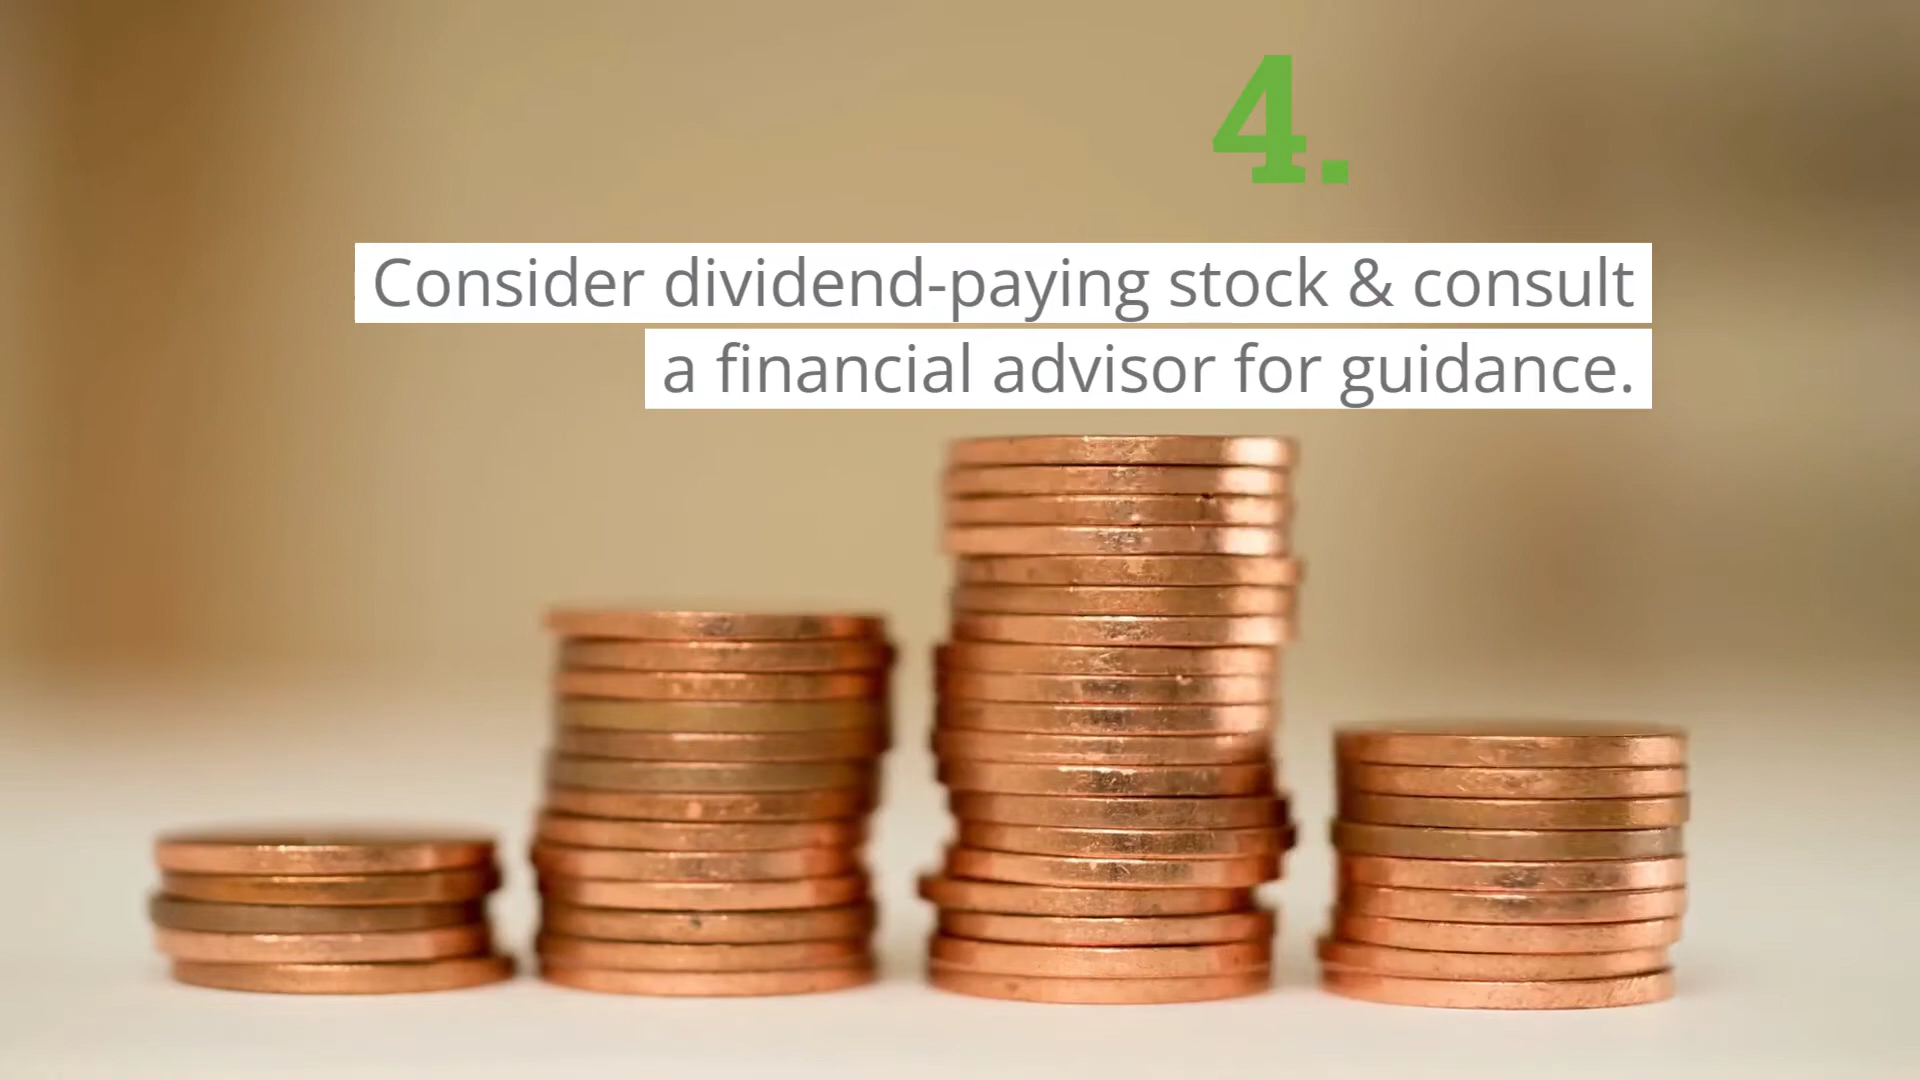 4.
Consider dividend-paying stock & consult
a financial advisor for guidance.